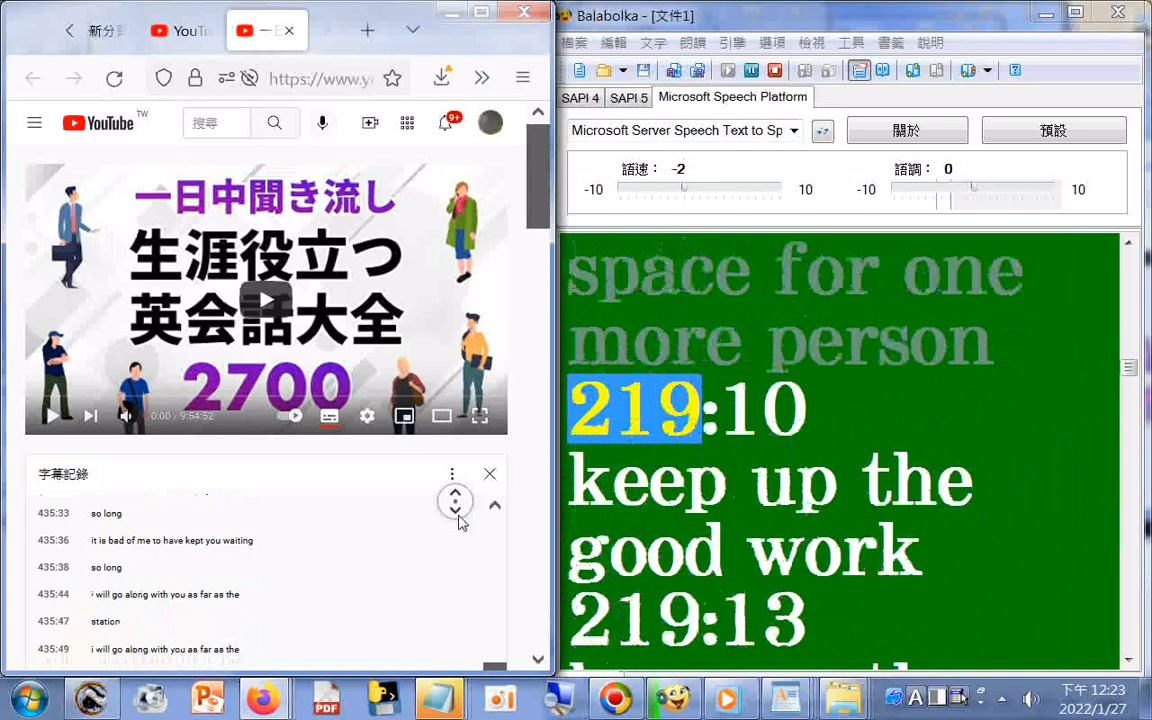 新分
YouTu
一
https://www.y
YouTube
TW
搜尋
9+
一日中聞き流し
生涯役立つ
英会話大全
2700
0:00 / 9:54:52
字幕記錄
435:33 so long
435:36 it is bad of me to have kept you waiting
435:38 so long
435:44 i will go along with you as far as the
435:47 station
435:49 i will go along with you as far as the
Balabolka - [文件1]
檔案 編輯 文字 朗讀 引擎 選項 檢視 工具 書籤 說明
SAPI 4 SAPI 5 Microsoft Speech Platform
Microsoft Server Speech Text to Sp
關於
預設
語速： -2
語調： 0
-10 10
-10 10
space for one
more person
219:10
keep up the
good work
219:13
PDF
A
下午 12:23
2022/1/27